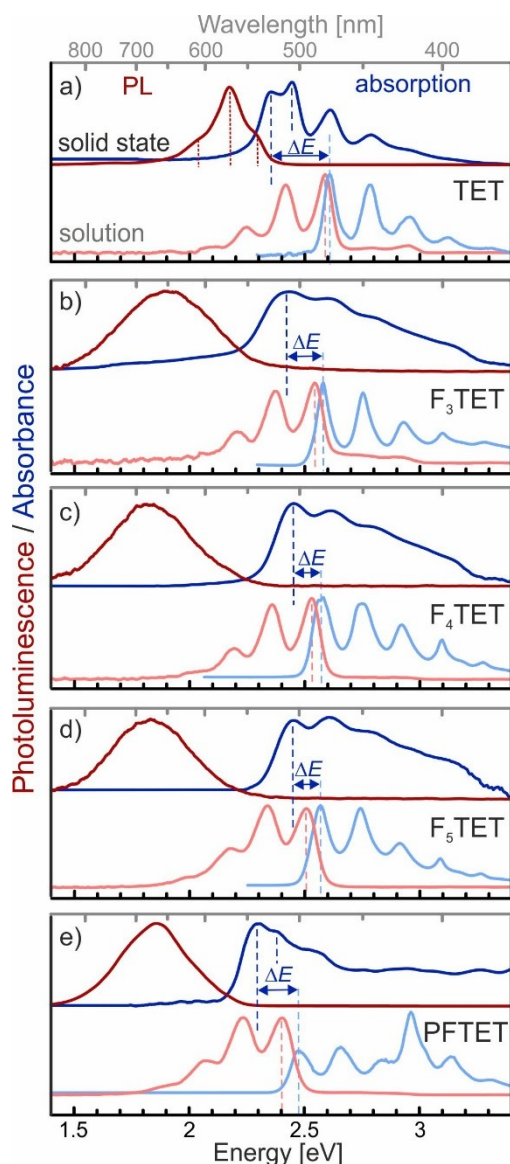 Wavelength [nm]
800 700 600 500 400
a) PL absorption
solid state
ΔE
TET
solution
b)
ΔE
F₃TET
c)
ΔE
F₄TET
d)
ΔE
F₅TET
e)
ΔE
PFTET
Photoluminescence / Absorbance
1.5 2 2.5 3
Energy [eV]